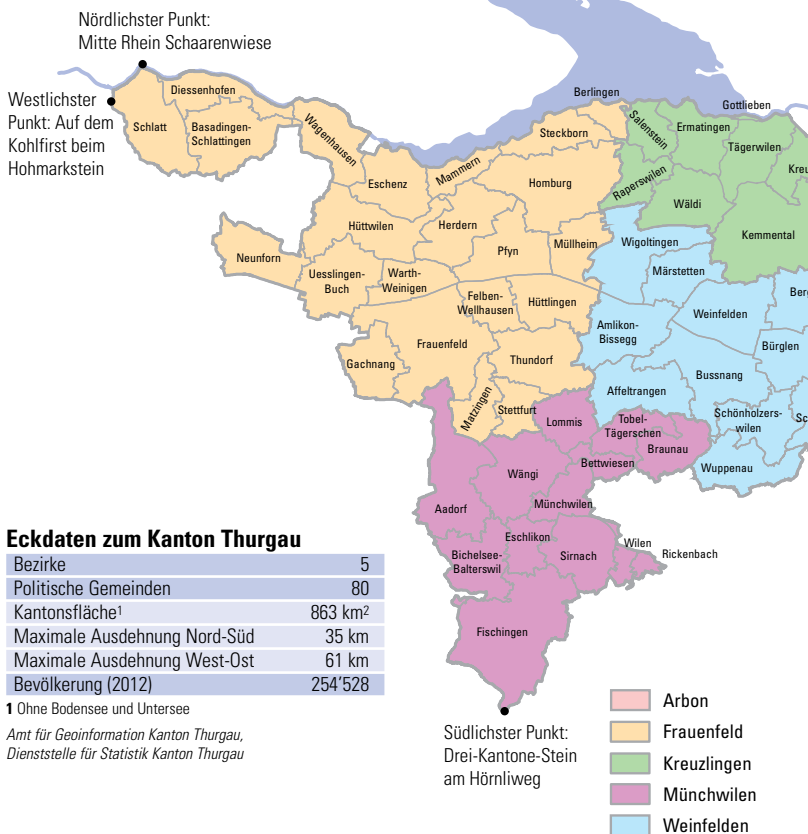 Nördlichster Punkt:
Mitte Rhein Schaarenwiese
Westlichster
Punkt: Auf dem
Kohlfirst beim
Hohmarkstein
Diessenhofen
Schlatt
Basadingen-
Schlattingen
Wagenhausen
Berlingen
Gottlieben
Steckborn
Salenstein
Ermatingen
Tägerwilen
Kreu
Mammern
Eschenz
Homburg
Raperswilen
Wäldi
Kemmental
Hüttwilen
Herdern
Pfyn
Müllheim
Wigoltingen
Märstetten
Neunforn
Uesslingen-
Buch
Warth-
Weinigen
Felben-
Wellhausen
Hüttlingen
Weinfelden
Ber
Amlikon-
Bissegg
Bürglen
Gachnang
Frauenfeld
Thundorf
Bussnang
Affeltrangen
Matzingen
Stettfurt
Lommis
Tobel-
Tägerschen
Braunau
Schönholzers-
wilen
Sc
Bettwiesen
Wuppenau
Wängi
Aadorf
Münchwilen
Eschlikon
Bichelsee-
Balterswil
Sirnach
Wilen
Rickenbach
Fischingen
Südlichster Punkt:
Drei-Kantone-Stein
am Hörnliweg
Eckdaten zum Kanton Thurgau
Bezirke 5
Politische Gemeinden 80
Kantonsfläche¹ 863 km²
Maximale Ausdehnung Nord-Süd 35 km
Maximale Ausdehnung West-Ost 61 km
Bevölkerung (2012) 254'528
1 Ohne Bodensee und Untersee
Amt für Geoinformation Kanton Thurgau,
Dienststelle für Statistik Kanton Thurgau
Arbon
Frauenfeld
Kreuzlingen
Münchwilen
Weinfelden